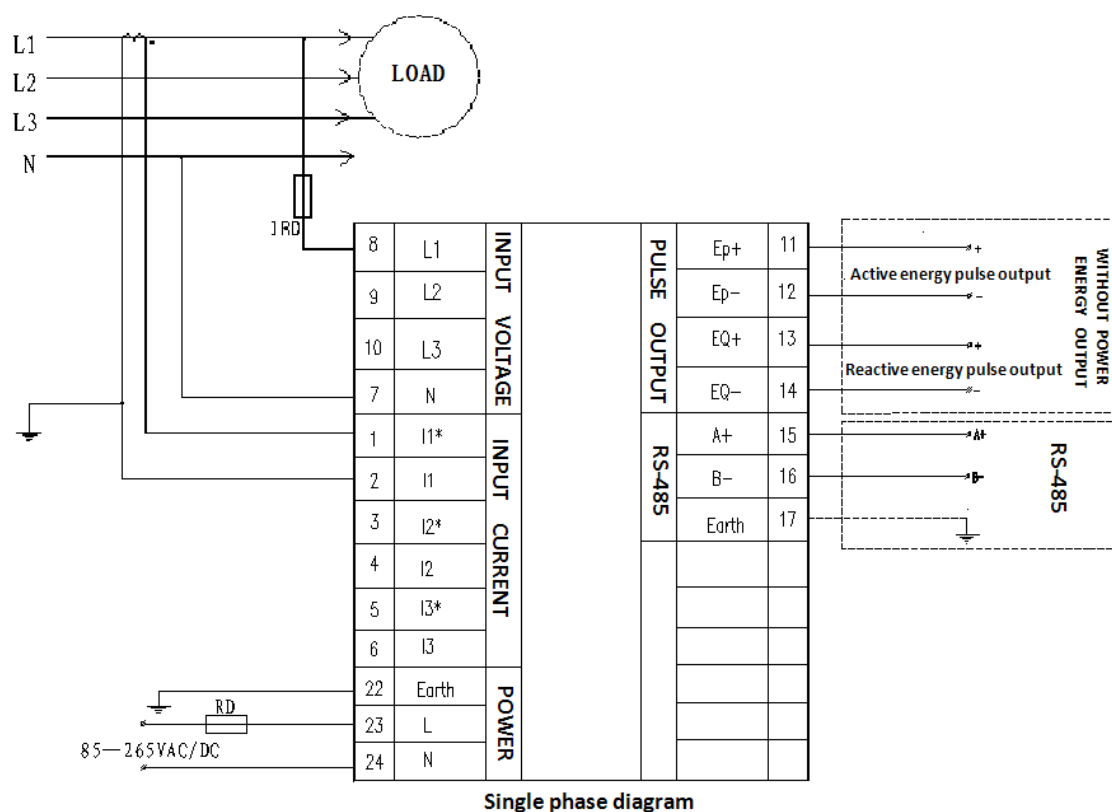 L1
L2
L3
N
LOAD
1RD
8 L1
9 L2
10 L3
7 N
INPUT VOLTAGE
1 I1*
2 I1
3 I2*
4 I2
5 I3*
6 I3
INPUT CURRENT
22 Earth
23 L
24 N
POWER
RD
85—265VAC/DC
PULSE OUTPUT
Ep+ 11
Ep- 12
EQ+ 13
EQ- 14
RS-485
A+ 15
B- 16
Earth 17
+
Active energy pulse output
-
+
Reactive energy pulse output
-
WITHOUT POWER
ENERGY OUTPUT
A+
B-
RS-485
Single phase diagram